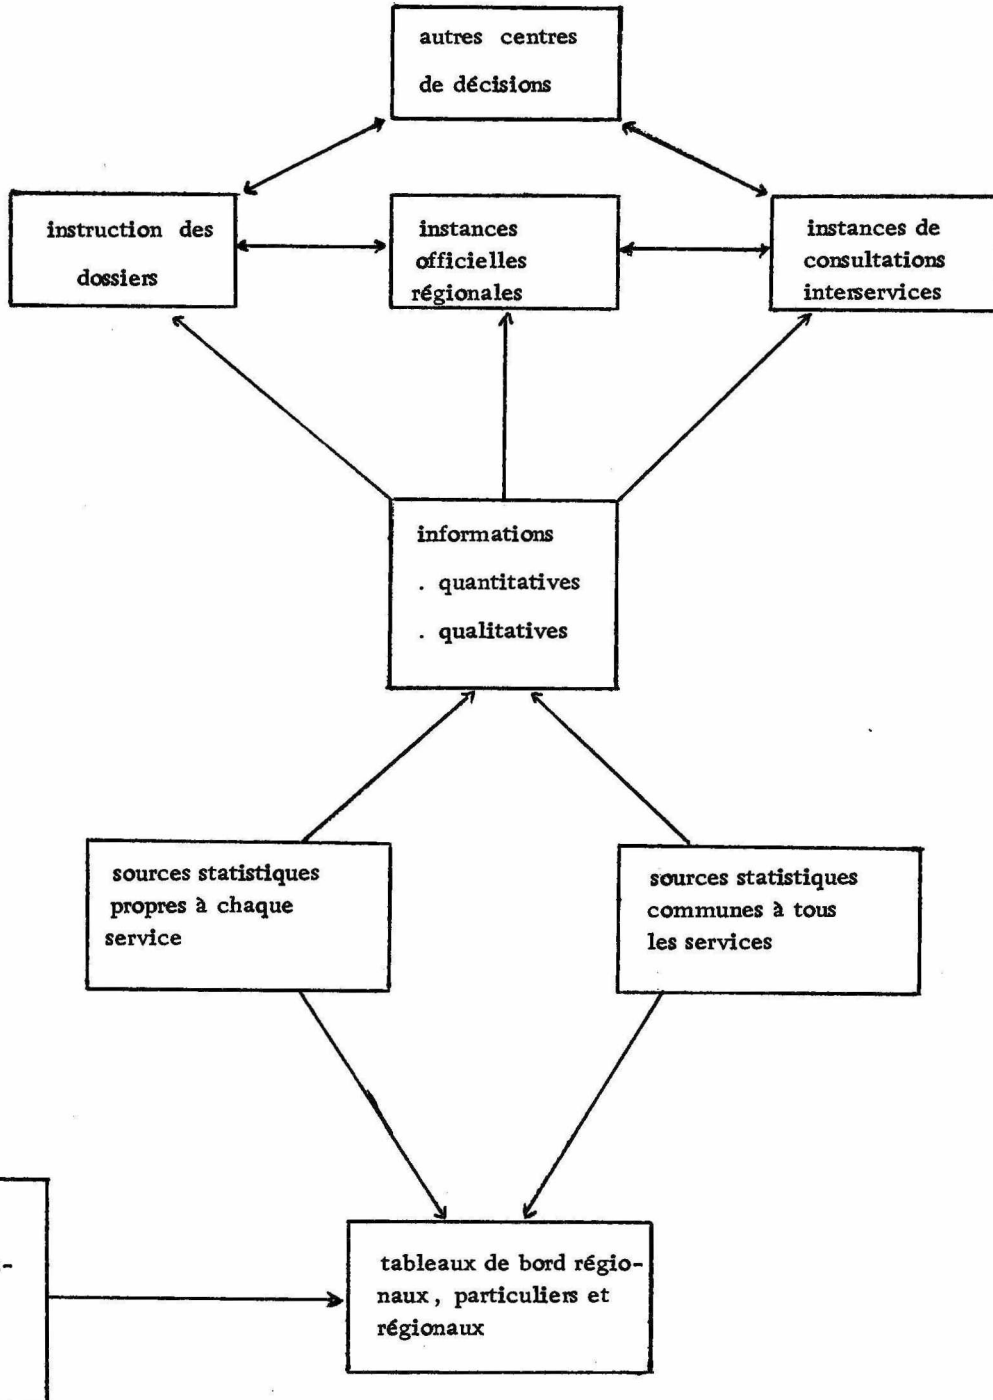 autres centres
de décisions
instruction des
dossiers
instances
officielles
régionales
instances de
consultations
interservices
informations
. quantitatives
. qualitatives
sources statistiques
propres à chaque
service
sources statistiques
communes à tous
les services
-
tableaux de bord régio-
naux, particuliers et
régionaux